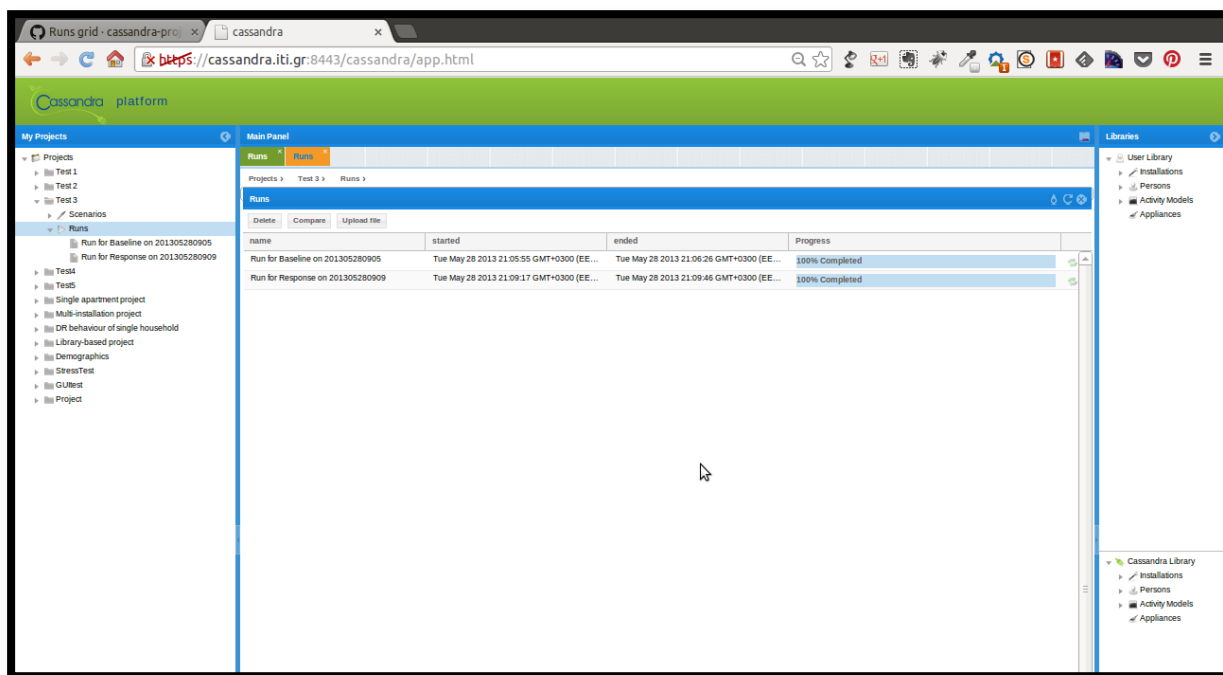 Runs grid · cassandra-proj
cassandra
https://cassandra.iti.gr:8443/cassandra/app.html
Cassandra platform
My Projects
Projects
Test 1
Test 2
Test 3
Scenarios
Runs
Run for Baseline on 201305280905
Run for Response on 201305280909
Test4
Test5
Single apartment project
Multi-installation project
DR behaviour of single household
Library-based project
Demographics
StressTest
GUItest
Project
Main Panel
Runs Runs
Projects › Test 3 › Runs ›
Runs
Delete Compare Upload file
name started ended Progress
Run for Baseline on 201305280905 Tue May 28 2013 21:05:55 GMT+0300 (EE... Tue May 28 2013 21:06:26 GMT+0300 (EE... 100% Completed
Run for Response on 201305280909 Tue May 28 2013 21:09:17 GMT+0300 (EE... Tue May 28 2013 21:09:46 GMT+0300 (EE... 100% Completed
Libraries
User Library
Installations
Persons
Activity Models
Appliances
Cassandra Library
Installations
Persons
Activity Models
Appliances